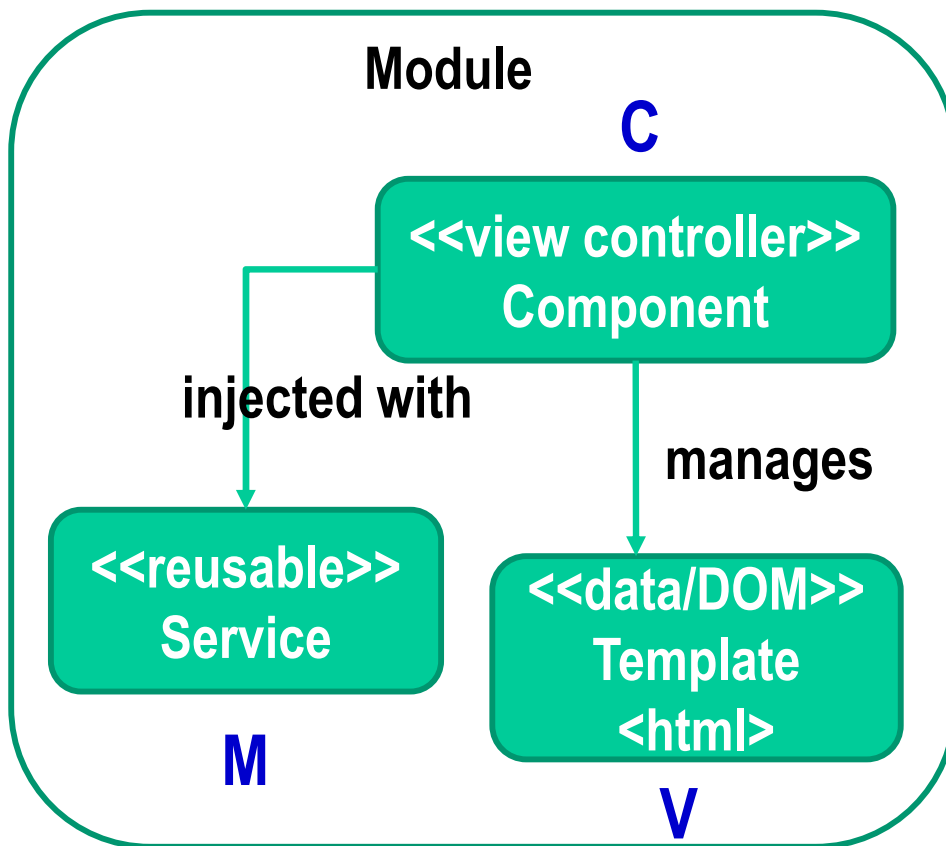 Module
C
<<view controller>>
Component
injected with
manages
<<reusable>>
Service
<<data/DOM>>
Template
<html>
M
V